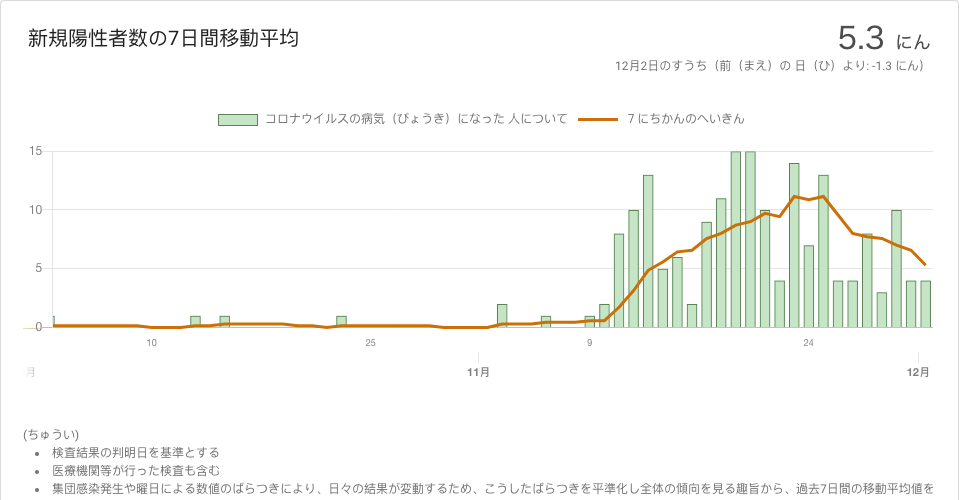 新規陽性者数の7日間移動平均
5.3 にん
12月2日のすうち（前（まえ）の 日（ひ）より: -1.3 にん）
コロナウイルスの病気（びょうき）になった 人について 7 にちかんのへいきん
15
10
5
0
10 25 9 24
月 11月 12月
(ちゅうい)
• 検査結果の判明日を基準とする
• 医療機関等が行った検査も含む
• 集団感染発生や曜日による数値のばらつきにより、日々の結果が変動するため、こうしたばらつきを平準化し全体の傾向を見る趣旨から、過去7日間の移動平均値を